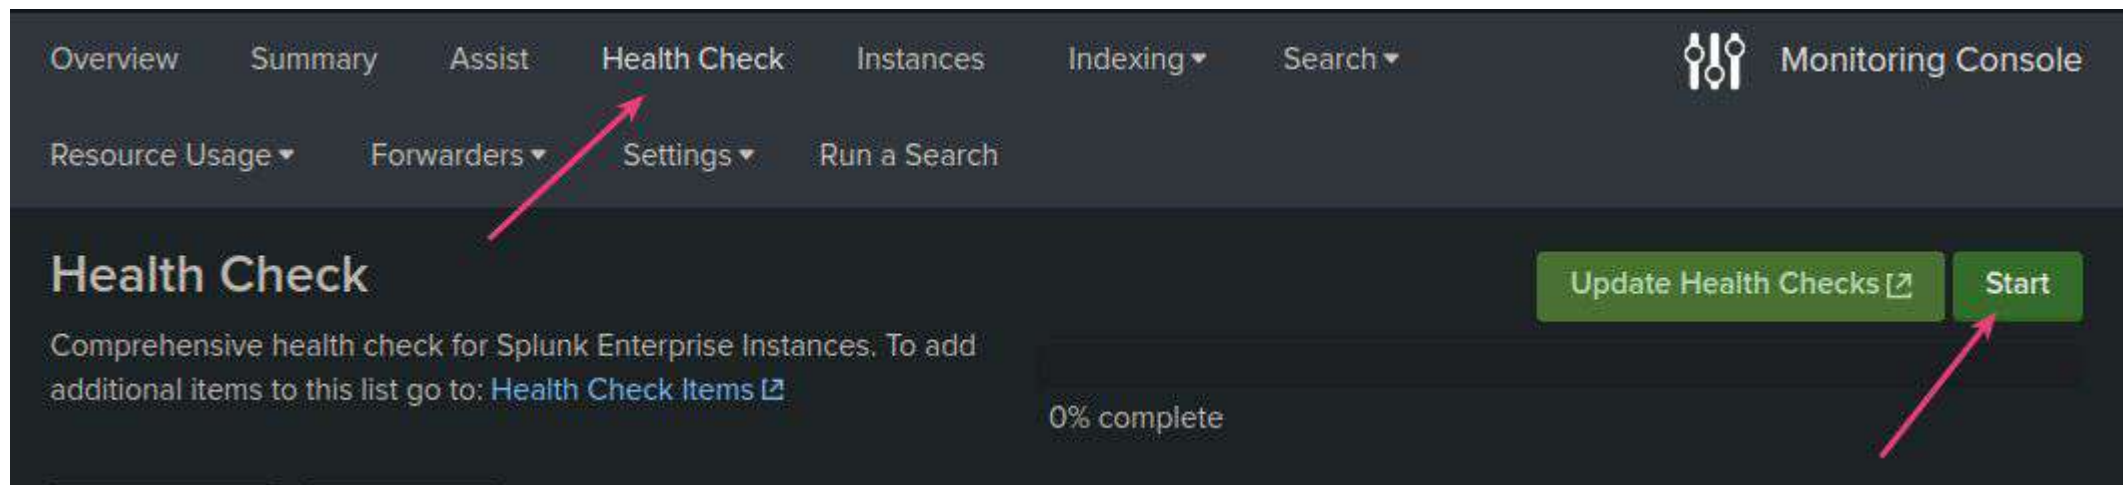 Overview Summary Assist Health Check Instances Indexing Search Monitoring Console
Resource Usage Forwarders Settings Run a Search
Health Check
Update Health Checks Start
Comprehensive health check for Splunk Enterprise Instances. To add
additional items to this list go to: Health Check Items
0% complete